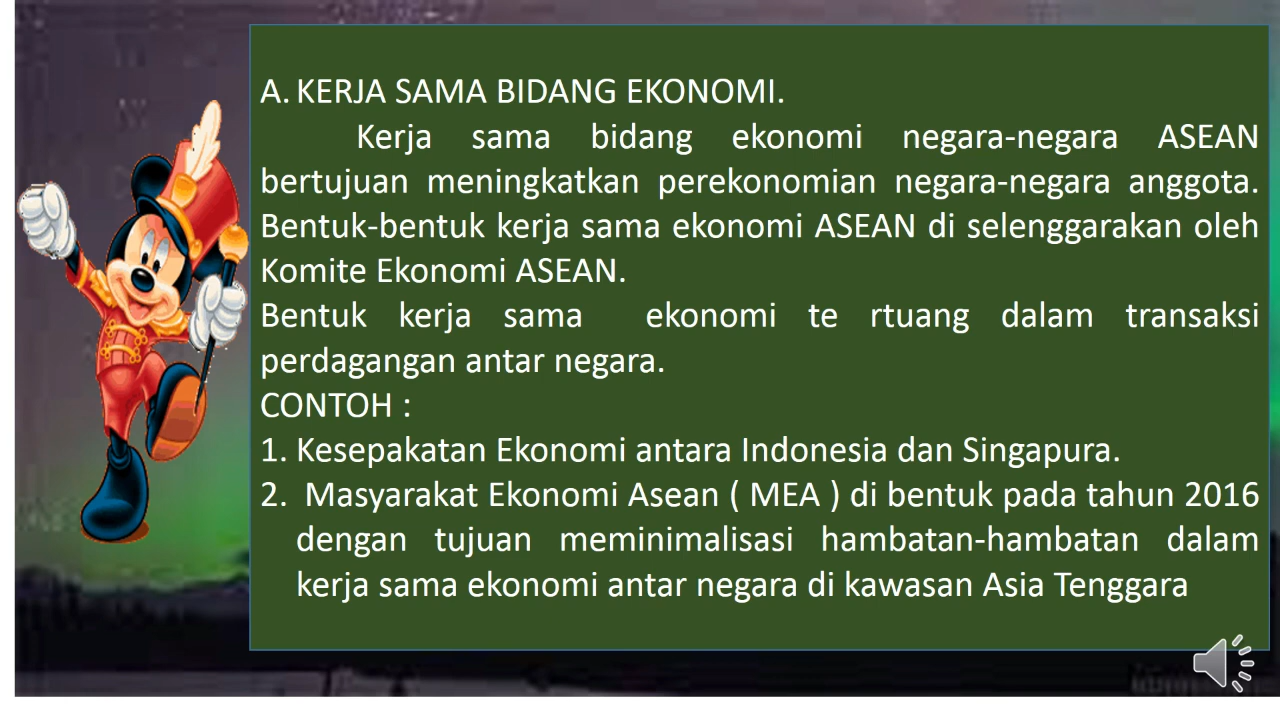 A. KERJA SAMA BIDANG EKONOMI.
Kerja sama bidang ekonomi negara-negara ASEAN
bertujuan meningkatkan perekonomian negara-negara anggota.
Bentuk-bentuk kerja sama ekonomi ASEAN di selenggarakan oleh
Komite Ekonomi ASEAN.
Bentuk kerja sama ekonomi te rtuang dalam transaksi
perdagangan antar negara.
CONTOH :
1. Kesepakatan Ekonomi antara Indonesia dan Singapura.
2. Masyarakat Ekonomi Asean ( MEA ) di bentuk pada tahun 2016
dengan tujuan meminimalisasi hambatan-hambatan dalam
kerja sama ekonomi antar negara di kawasan Asia Tenggara